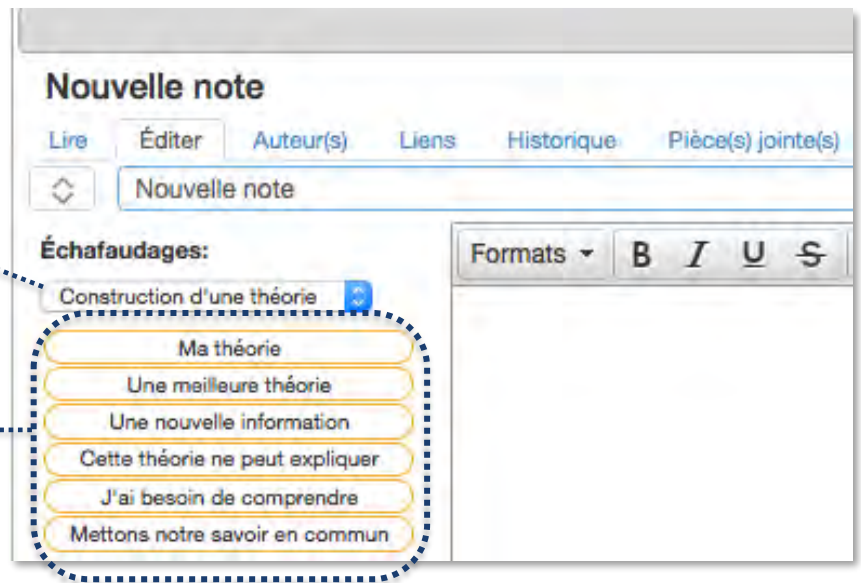 Nouvelle note
Lire Éditer Auteur(s) Liens Historique Pièce(s) jointe(s)
Nouvelle note
Échafaudages:
Formats B I U S
Construction d'une théorie
Ma théorie
Une meilleure théorie
Une nouvelle information
Cette théorie ne peut expliquer
J'ai besoin de comprendre
Mettons notre savoir en commun